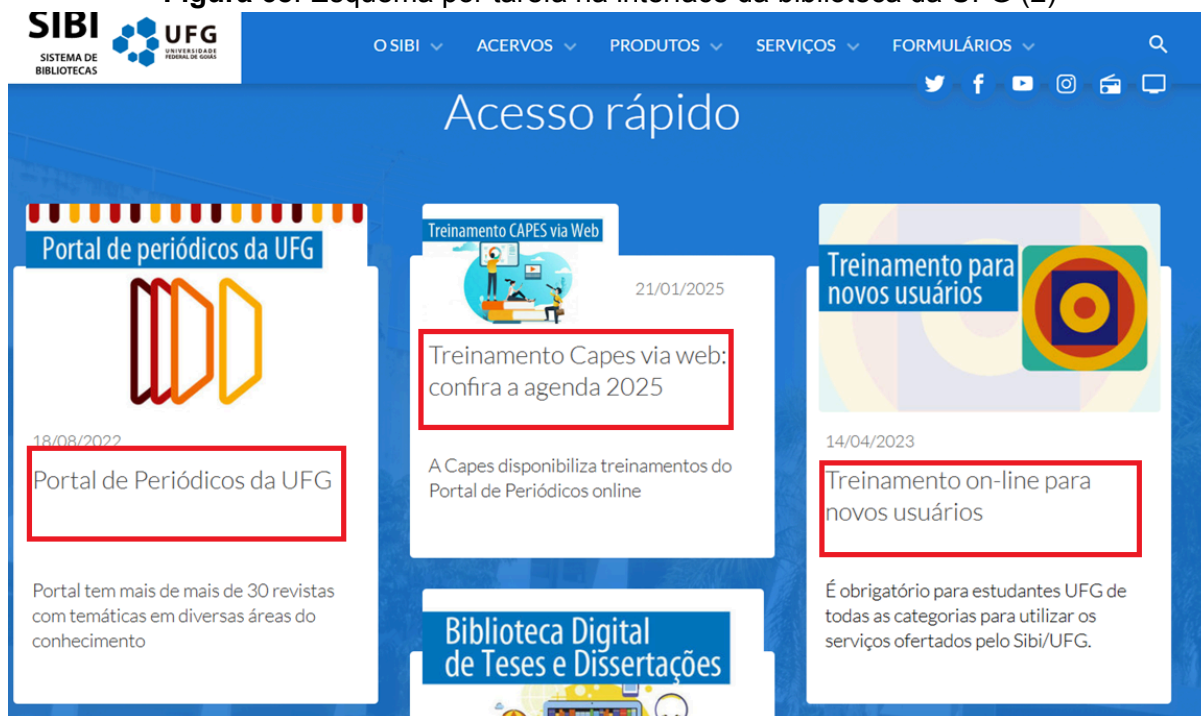 SIBI
SISTEMA DE
BIBLIOTECAS
UFG
UNIVERSIDADE
FEDERAL DE GOIÁS
O SIBI
ACERVOS
PRODUTOS
SERVIÇOS
FORMULÁRIOS
Acesso rápido
Portal de periódicos da UFG
18/08/2022
Portal de Periódicos da UFG
Portal tem mais de mais de 30 revistas
com temáticas em diversas áreas do
conhecimento
Treinamento CAPES via Web
21/01/2025
Treinamento Capes via web:
confira a agenda 2025
A Capes disponibiliza treinamentos do
Portal de Periódicos online
Biblioteca Digital
de Teses e Dissertações
Treinamento para
novos usuários
14/04/2023
Treinamento on-line para
novos usuários
É obrigatório para estudantes UFG de
todas as categorias para utilizar os
serviços ofertados pelo Sibi/UFG.